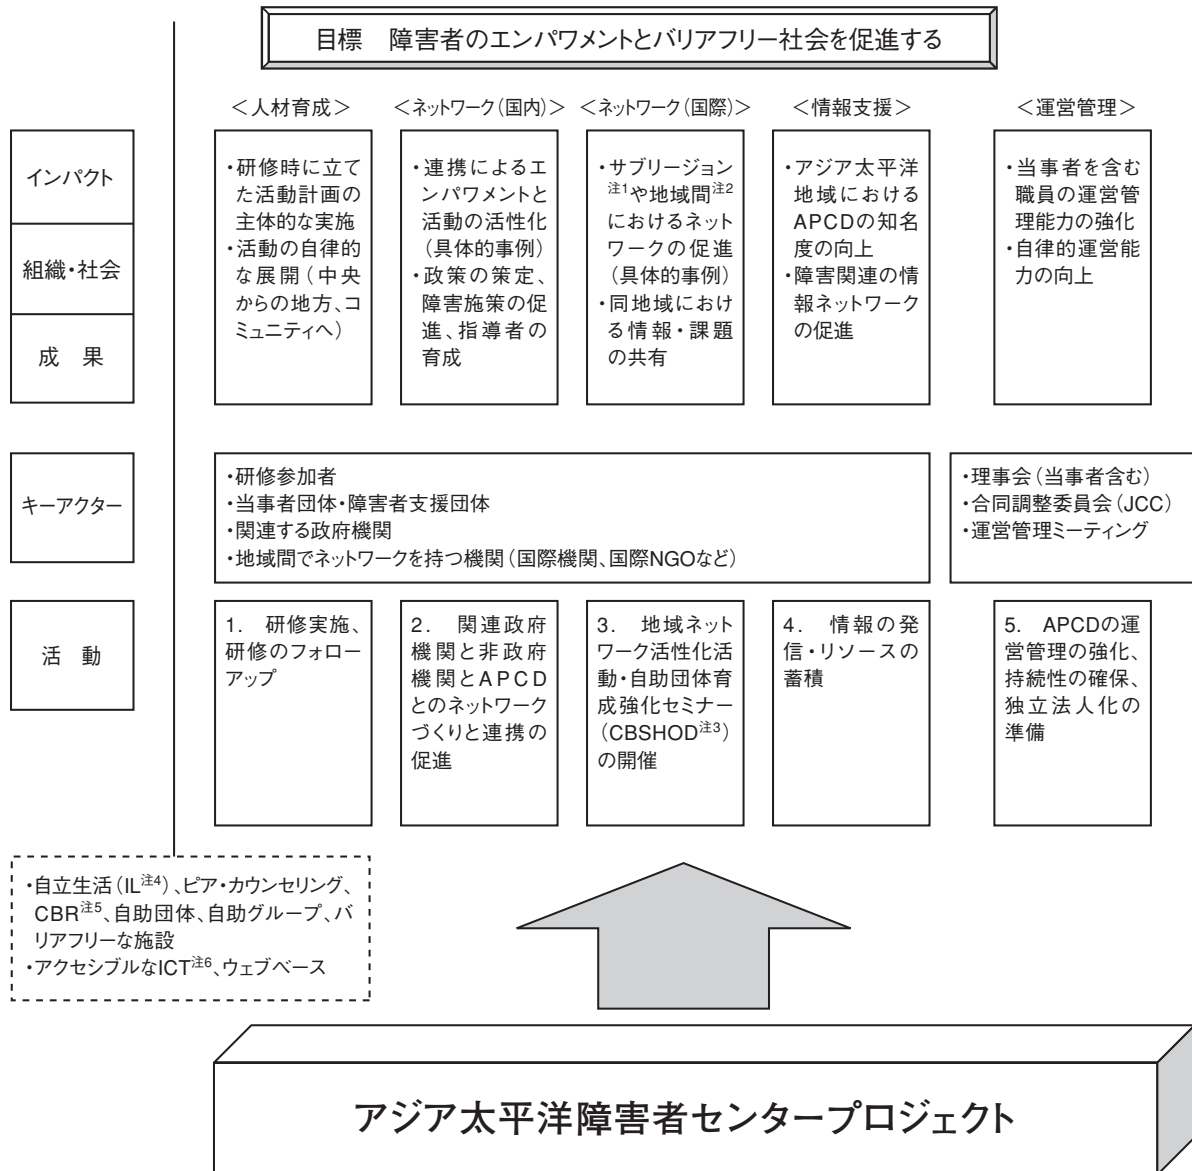 目標　障害者のエンパワメントとバリアフリー社会を促進する
＜人材育成＞
＜ネットワーク（国内）＞
＜ネットワーク（国際）＞
＜情報支援＞
＜運営管理＞
インパクト
組織・社会
成　果
・研修時に立て
た活動計画の
主体的な実施
・活動の自律的
な展開（中央
からの地方、コ
ミュニティへ）
・連携によるエ
ンパワメントと
活動の活性化
（具体的事例）
・政策の策定、
障害施策の促
進、指導者の
育成
・サブリージョン
注1や地域間注2
におけるネット
ワークの促進
（具体的事例）
・同地域におけ
る情報・課題
の共有
・アジア太平洋
地域における
APCDの知名
度の向上
・障害関連の情
報ネットワーク
の促進
・当事者を含む
職員の運営管
理能力の強化
・自律的運営能
力の向上
キーアクター
・研修参加者
・当事者団体・障害者支援団体
・関連する政府機関
・地域間でネットワークを持つ機関（国際機関、国際NGOなど）
・理事会（当事者含む）
・合同調整委員会（JCC）
・運営管理ミーティング
活　動
1.　研修実施、
研修のフォロー
アップ
2.　関連政府
機関と非政府
機関とAPCD
とのネットワーク
づくりと連携の
促進
3.　地域ネット
ワーク活性化活
動・自助団体育
成強化セミナー
（CBSHOD注3）
の開催
4.　情報の発
信・リソースの
蓄積
5.　APCDの運
営管理の強化、
持続性の確保、
独立法人化の
準備
・自立生活（IL注4）、ピア・カウンセリング、
CBR注5、自助団体、自助グループ、バ
リアフリーな施設
・アクセシブルなICT注6、ウェブベース
アジア太平洋障害者センタープロジェクト